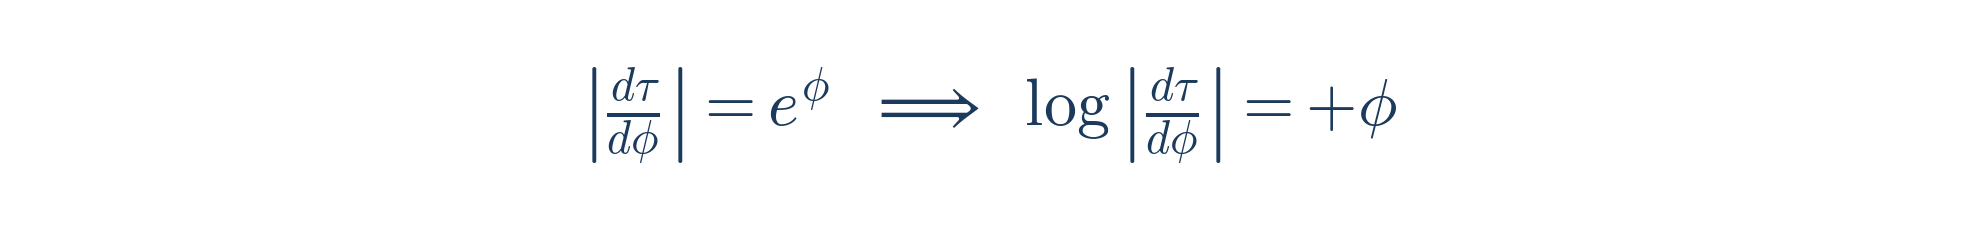 |dτ/dϕ| = e^ϕ ⟹ log |dτ/dϕ| = +ϕ